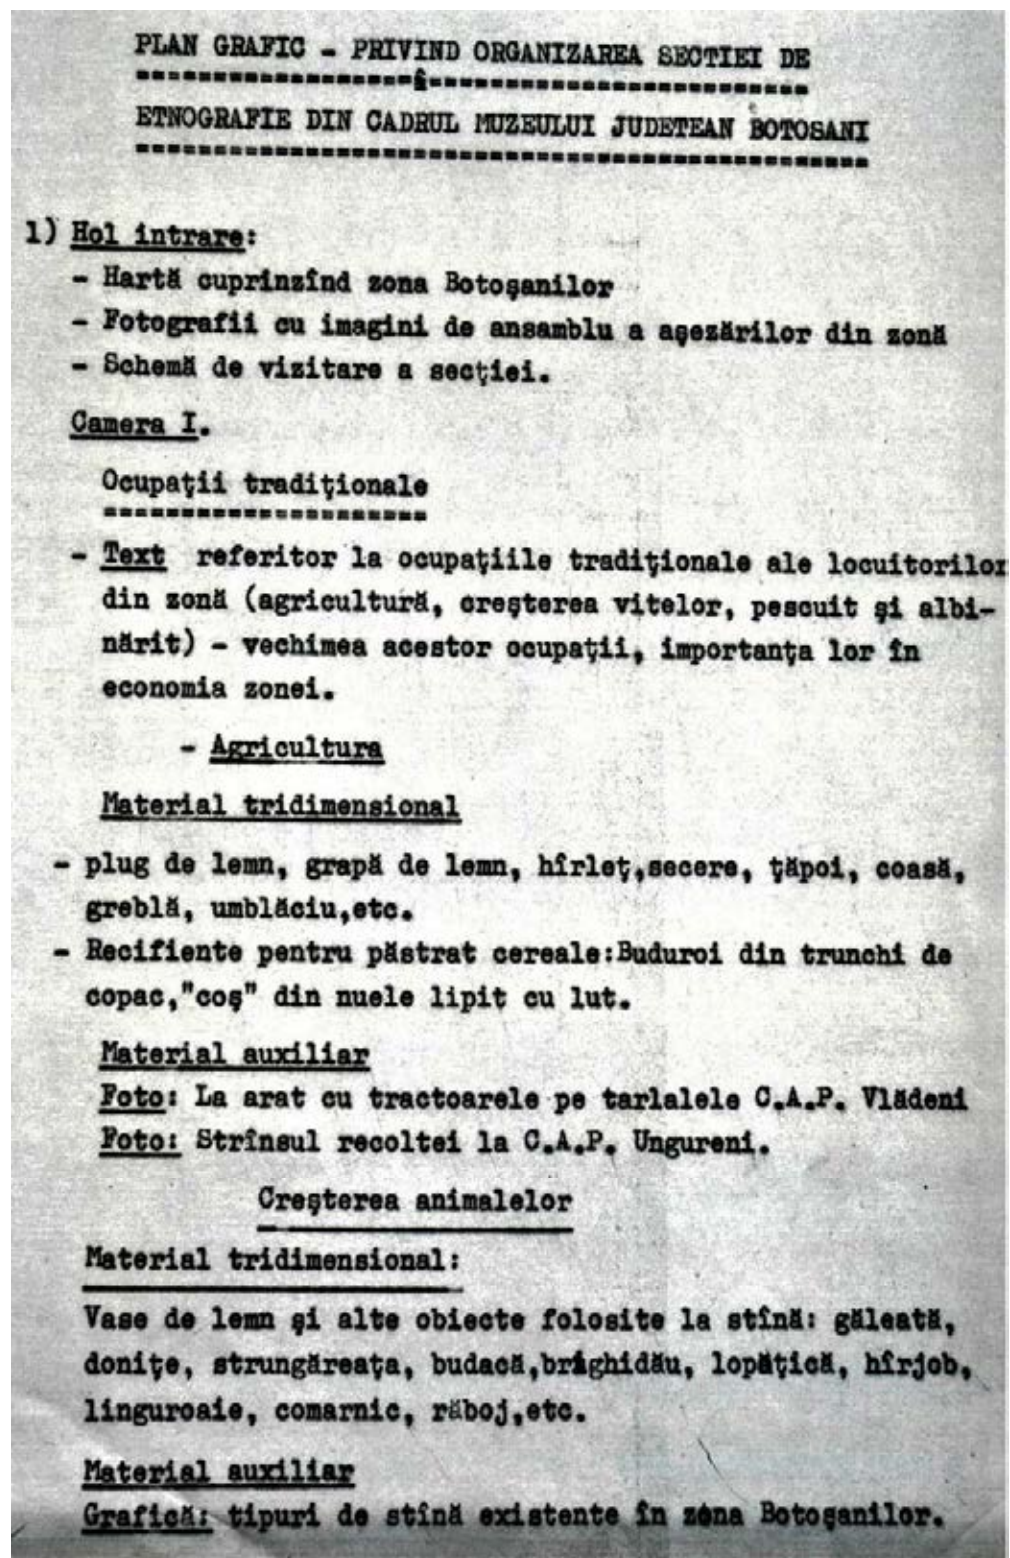 PLAN GRAFIC - PRIVIND ORGANIZAREA SECTIEI DE
ETNOGRAFIE DIN CADRUL MUZEULUI JUDETEAN BOTOSANI
1) Hol intrare:
- Hartă cuprinzînd zona Botoşanilor
- Fotografii cu imagini de ansamblu a aşezărilor din zonă
- Schemă de vizitare a secţiei.
Camera I.
Ocupaţii tradiţionale
- Text referitor la ocupaţiile tradiţionale ale locuitorilor
din zonă (agricultură, creşterea vitelor, pescuit şi albi-
nărit) - vechimea acestor ocupaţii, importanţa lor în
economia zonei.
- Agricultura
Material tridimensional
- plug de lemn, grapă de lemn, hîrleţ,secere, ţăpoi, coasă,
greblă, umblăciu,etc.
- Recifiente pentru păstrat cereale:Buduroi din trunchi de
copac,"coş" din nuele lipit cu lut.
Material auxiliar
Foto: La arat cu tractoarele pe tarlalele C.A.P. Vlădeni
Foto: Strînsul recoltei la C.A.P. Ungureni.
Creşterea animalelor
Material tridimensional:
Vase de lemn şi alte obiecte folosite la stînă: găleată,
doniţe, strungăreaţa, budacă,brighidău, lopăţică, hîrjob,
linguroaie, comarnic, răboj,etc.
Material auxiliar
Grafică: tipuri de stînă existente în zona Botoşanilor.